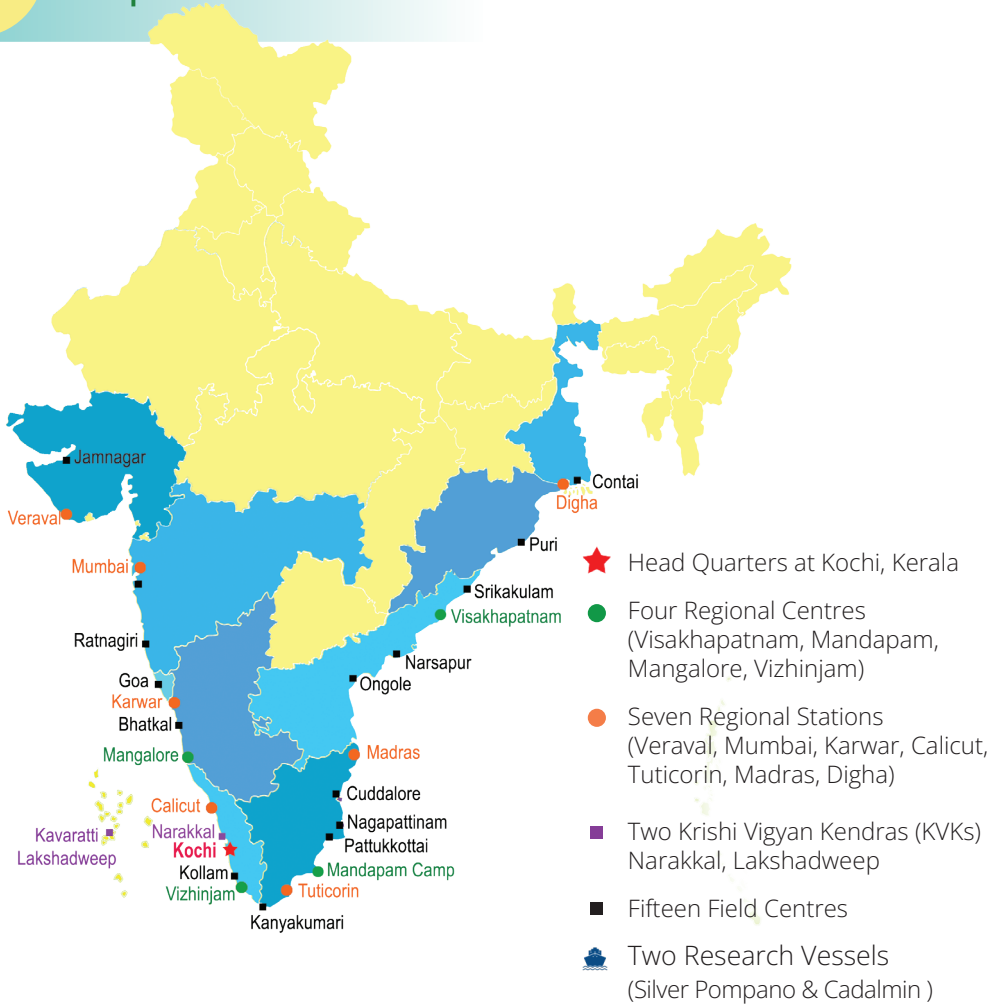 Jamnagar
Veraval
Mumbai
Ratnagiri
Goa
Karwar
Bhatkal
Mangalore
Calicut
Narakkal
Kochi
Kavaratti
Lakshadweep
Kollam
Vizhinjam
Kanyakumari
Tuticorin
Mandapam Camp
Pattukkottai
Nagapattinam
Cuddalore
Madras
Ongole
Narsapur
Visakhapatnam
Srikakulam
Puri
Digha
Contai
Head Quarters at Kochi, Kerala
Four Regional Centres
(Visakhapatnam, Mandapam,
Mangalore, Vizhinjam)
Seven Regional Stations
(Veraval, Mumbai, Karwar, Calicut,
Tuticorin, Madras, Digha)
Two Krishi Vigyan Kendras (KVKs)
Narakkal, Lakshadweep
Fifteen Field Centres
Two Research Vessels
(Silver Pompano & Cadalmin )